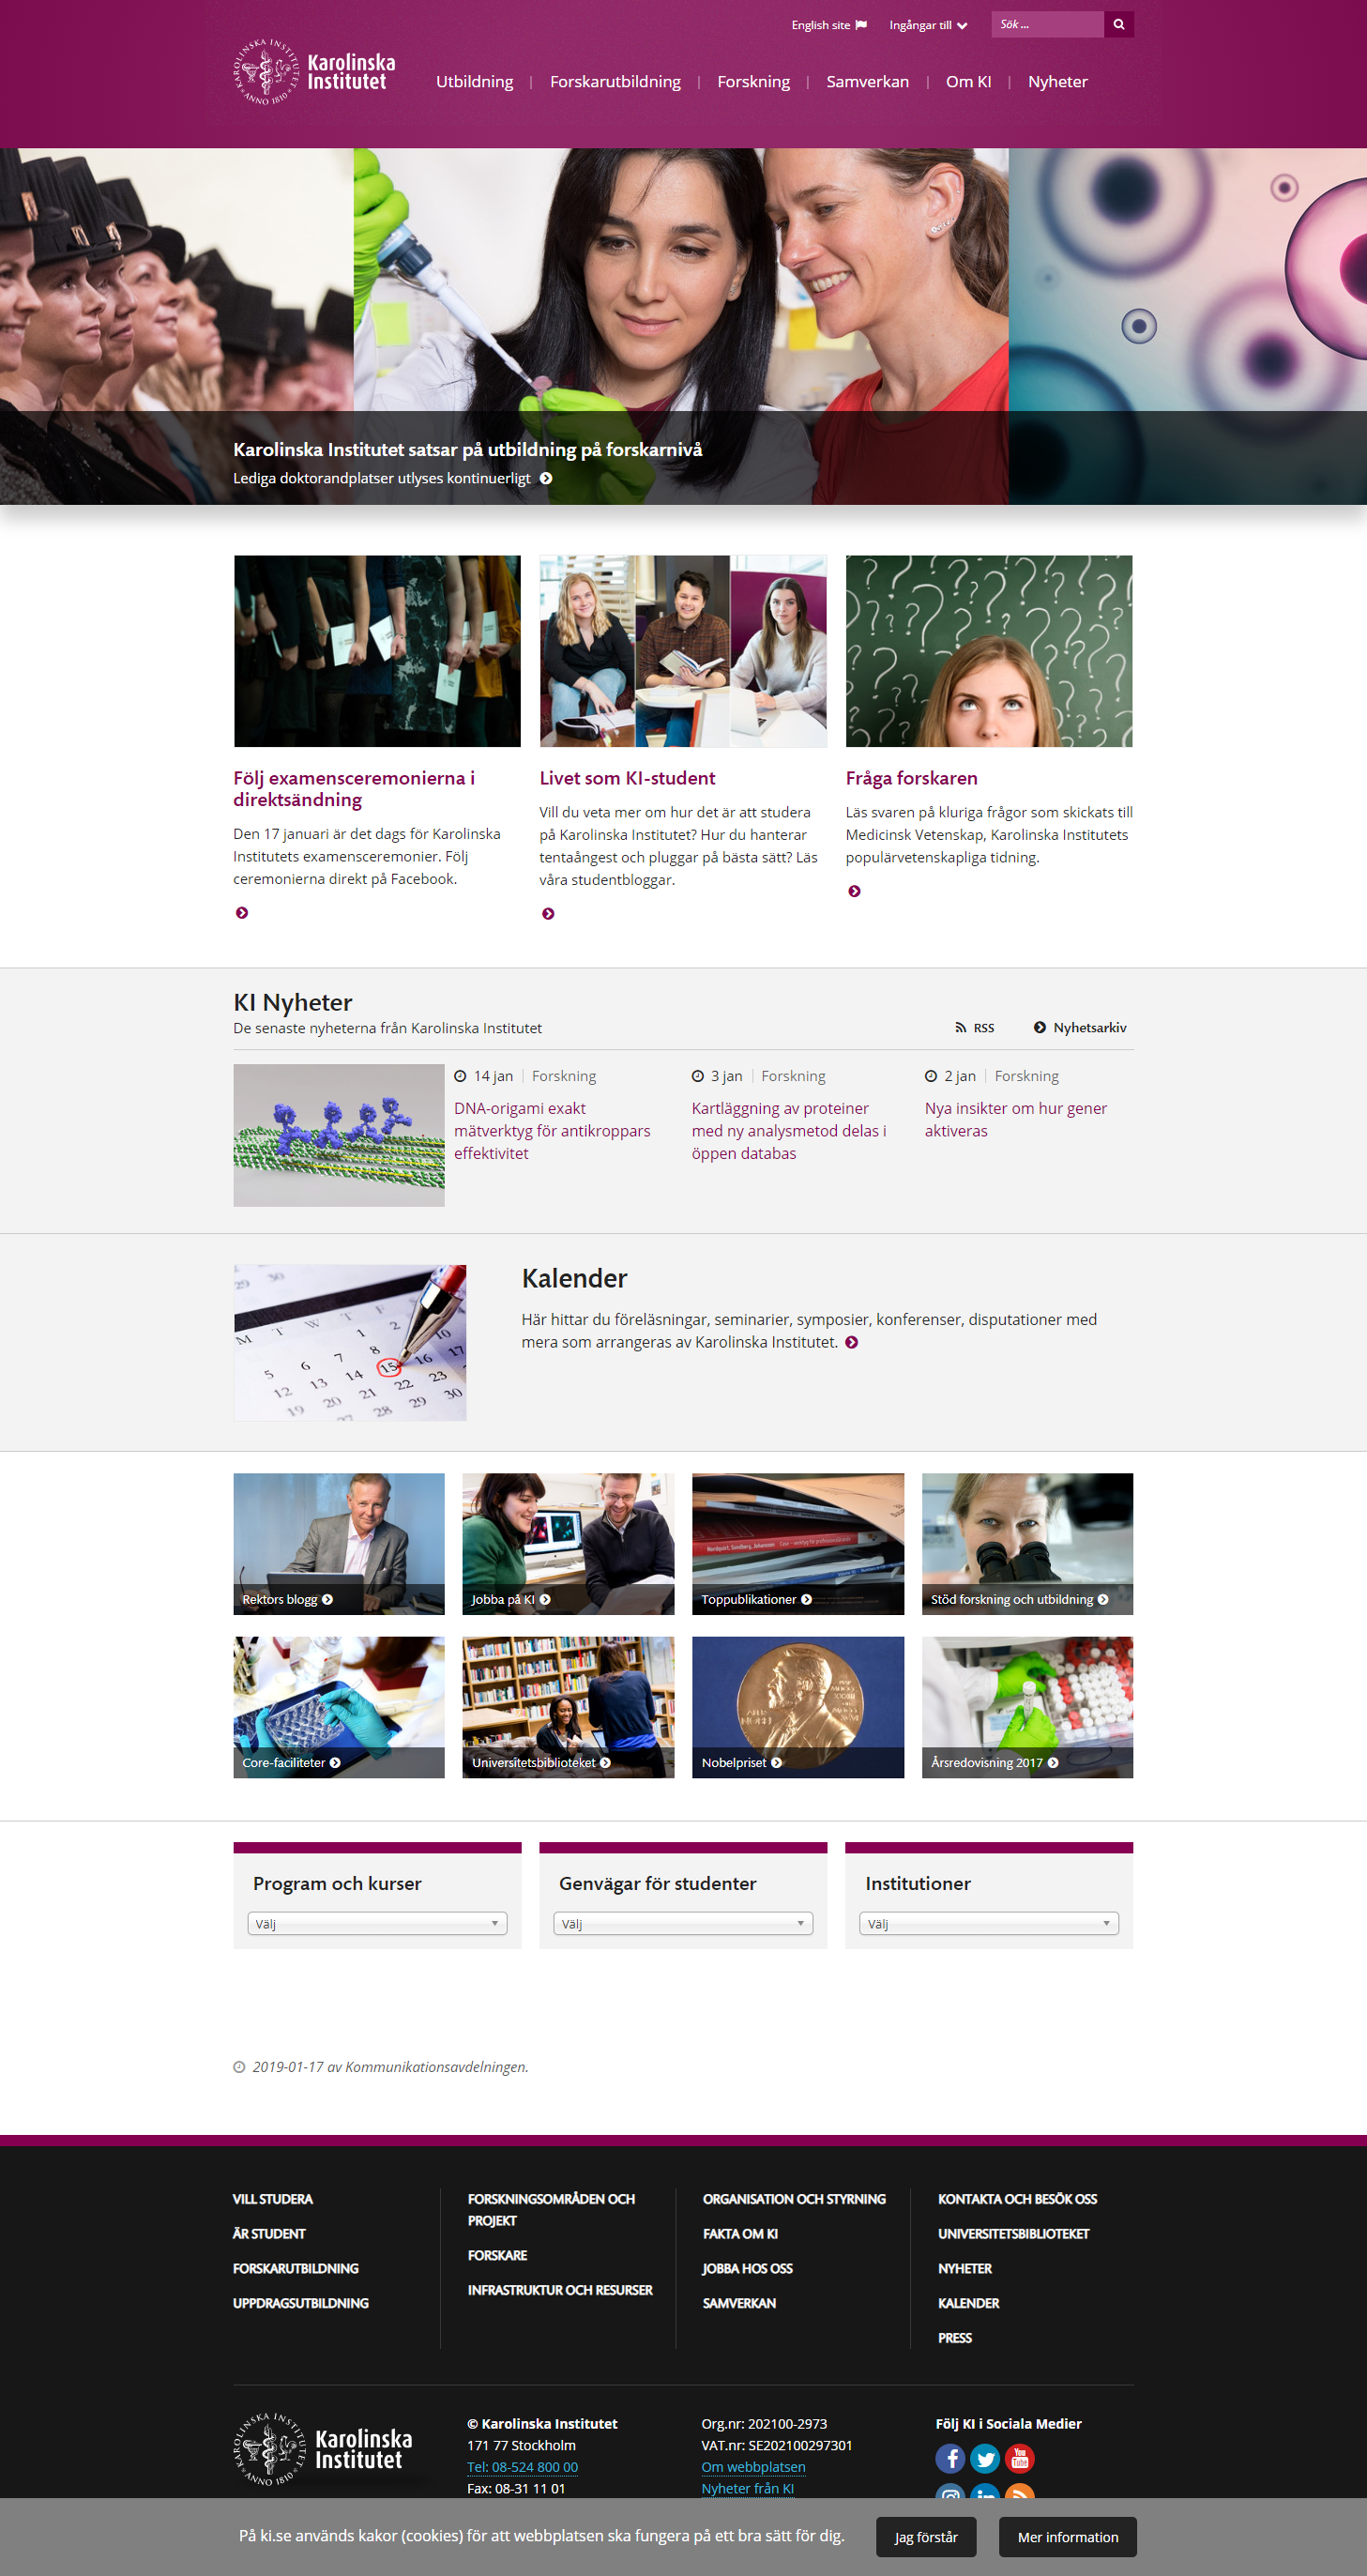 English site
Ingångar till
Sök ...
KAROLINSKA INSTITUTET ANNO 1810
Karolinska
Institutet
Utbildning | Forskarutbildning | Forskning | Samverkan | Om KI | Nyheter
Karolinska Institutet satsar på utbildning på forskarnivå
Lediga doktorandplatser utlyses kontinuerligt
Följ examensceremonierna i
direktsändning
Den 17 januari är det dags för Karolinska
Institutets examensceremonier. Följ
ceremonierna direkt på Facebook.
Livet som KI-student
Vill du veta mer om hur det är att studera
på Karolinska Institutet? Hur du hanterar
tentaångest och pluggar på bästa sätt? Läs
våra studentbloggar.
Fråga forskaren
Läs svaren på kluriga frågor som skickats till
Medicinsk Vetenskap, Karolinska Institutets
populärvetenskapliga tidning.
KI Nyheter
De senaste nyheterna från Karolinska Institutet
RSS
Nyhetsarkiv
14 jan | Forskning
DNA-origami exakt
mätverktyg för antikroppars
effektivitet
3 jan | Forskning
Kartläggning av proteiner
med ny analysmetod delas i
öppen databas
2 jan | Forskning
Nya insikter om hur gener
aktiveras
Kalender
Här hittar du föreläsningar, seminarier, symposier, konferenser, disputationer med
mera som arrangeras av Karolinska Institutet.
Rektors blogg
Jobba på KI
Toppublikationer
Stöd forskning och utbildning
Core-faciliteter
Universitetsbiblioteket
Nobelpriset
Årsredovisning 2017
Program och kurser
Välj
Genvägar för studenter
Välj
Institutioner
Välj
2019-01-17 av Kommunikationsavdelningen.
VILL STUDERA
ÄR STUDENT
FORSKARUTBILDNING
UPPDRAGSUTBILDNING
FORSKNINGSOMRÅDEN OCH
PROJEKT
FORSKARE
INFRASTRUKTUR OCH RESURSER
ORGANISATION OCH STYRNING
FAKTA OM KI
JOBBA HOS OSS
SAMVERKAN
KONTAKTA OCH BESÖK OSS
UNIVERSITETSBIBLIOTEKET
NYHETER
KALENDER
PRESS
KAROLINSKA INSTITUTET ANNO 1810
Karolinska
Institutet
© Karolinska Institutet
171 77 Stockholm
Tel: 08-524 800 00
Fax: 08-31 11 01
Org.nr: 202100-2973
VAT.nr: SE202100297301
Om webbplatsen
Nyheter från KI
Följ KI i Sociala Medier
På ki.se används kakor (cookies) för att webbplatsen ska fungera på ett bra sätt för dig.
Jag förstår
Mer information